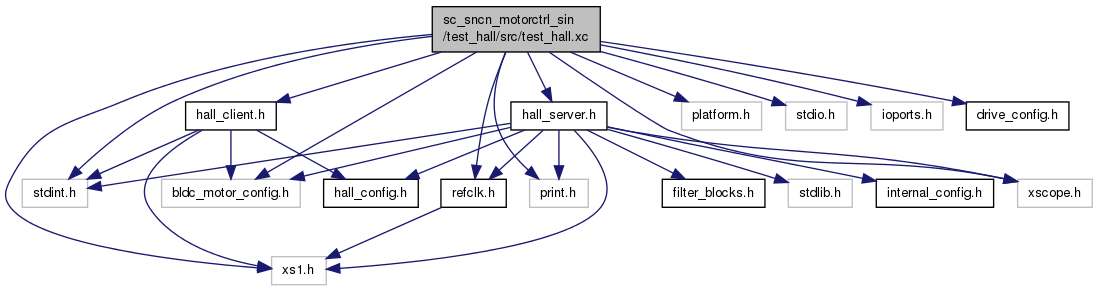 sc_sncn_motorctrl_sin
/test_hall/src/test_hall.xc
hall_client.h
hall_server.h
platform.h
stdio.h
ioports.h
drive_config.h
stdint.h
bldc_motor_config.h
hall_config.h
refclk.h
print.h
filter_blocks.h
stdlib.h
internal_config.h
xscope.h
xs1.h